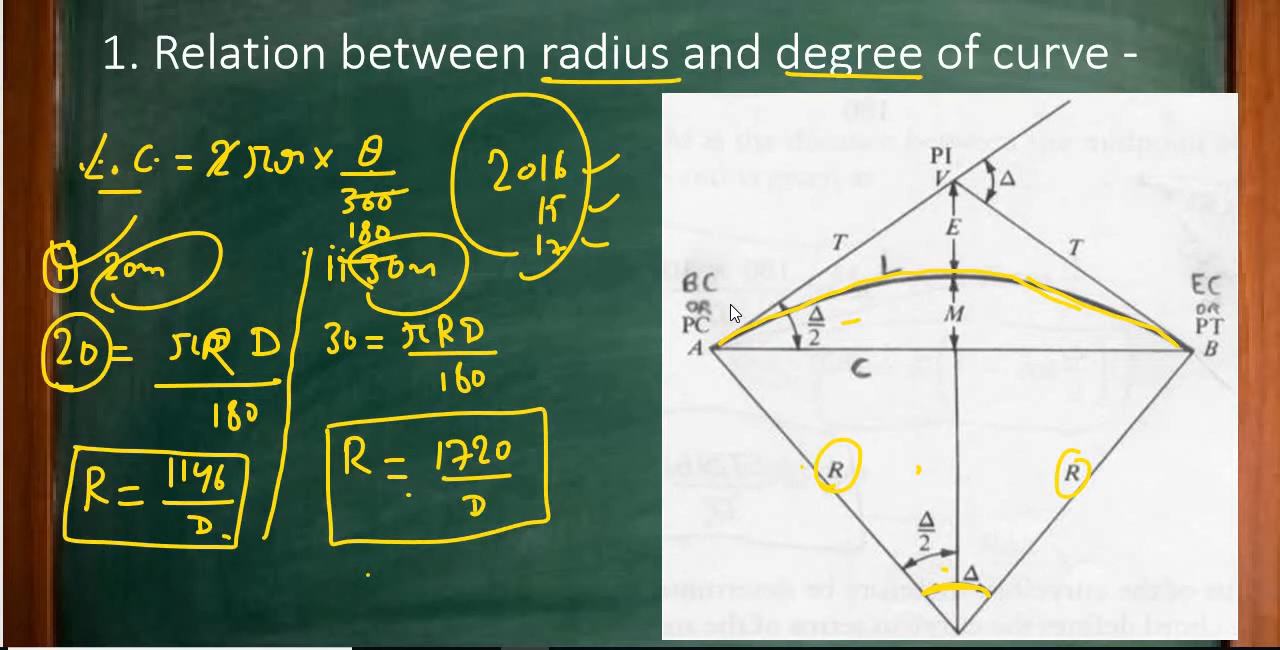 1. Relation between radius and degree of curve -
L.C = 2πr × θ
360
180
2016
15
17
20m
ii 30m
20 = πRD
180
30 = πRD
180
R = 1146
D
R = 1720
D
PI
V
Δ
E
T
T
L
BC
OR
PC
A
Δ
2
M
EC
OR
PT
B
C
R
R
Δ
2
Δ